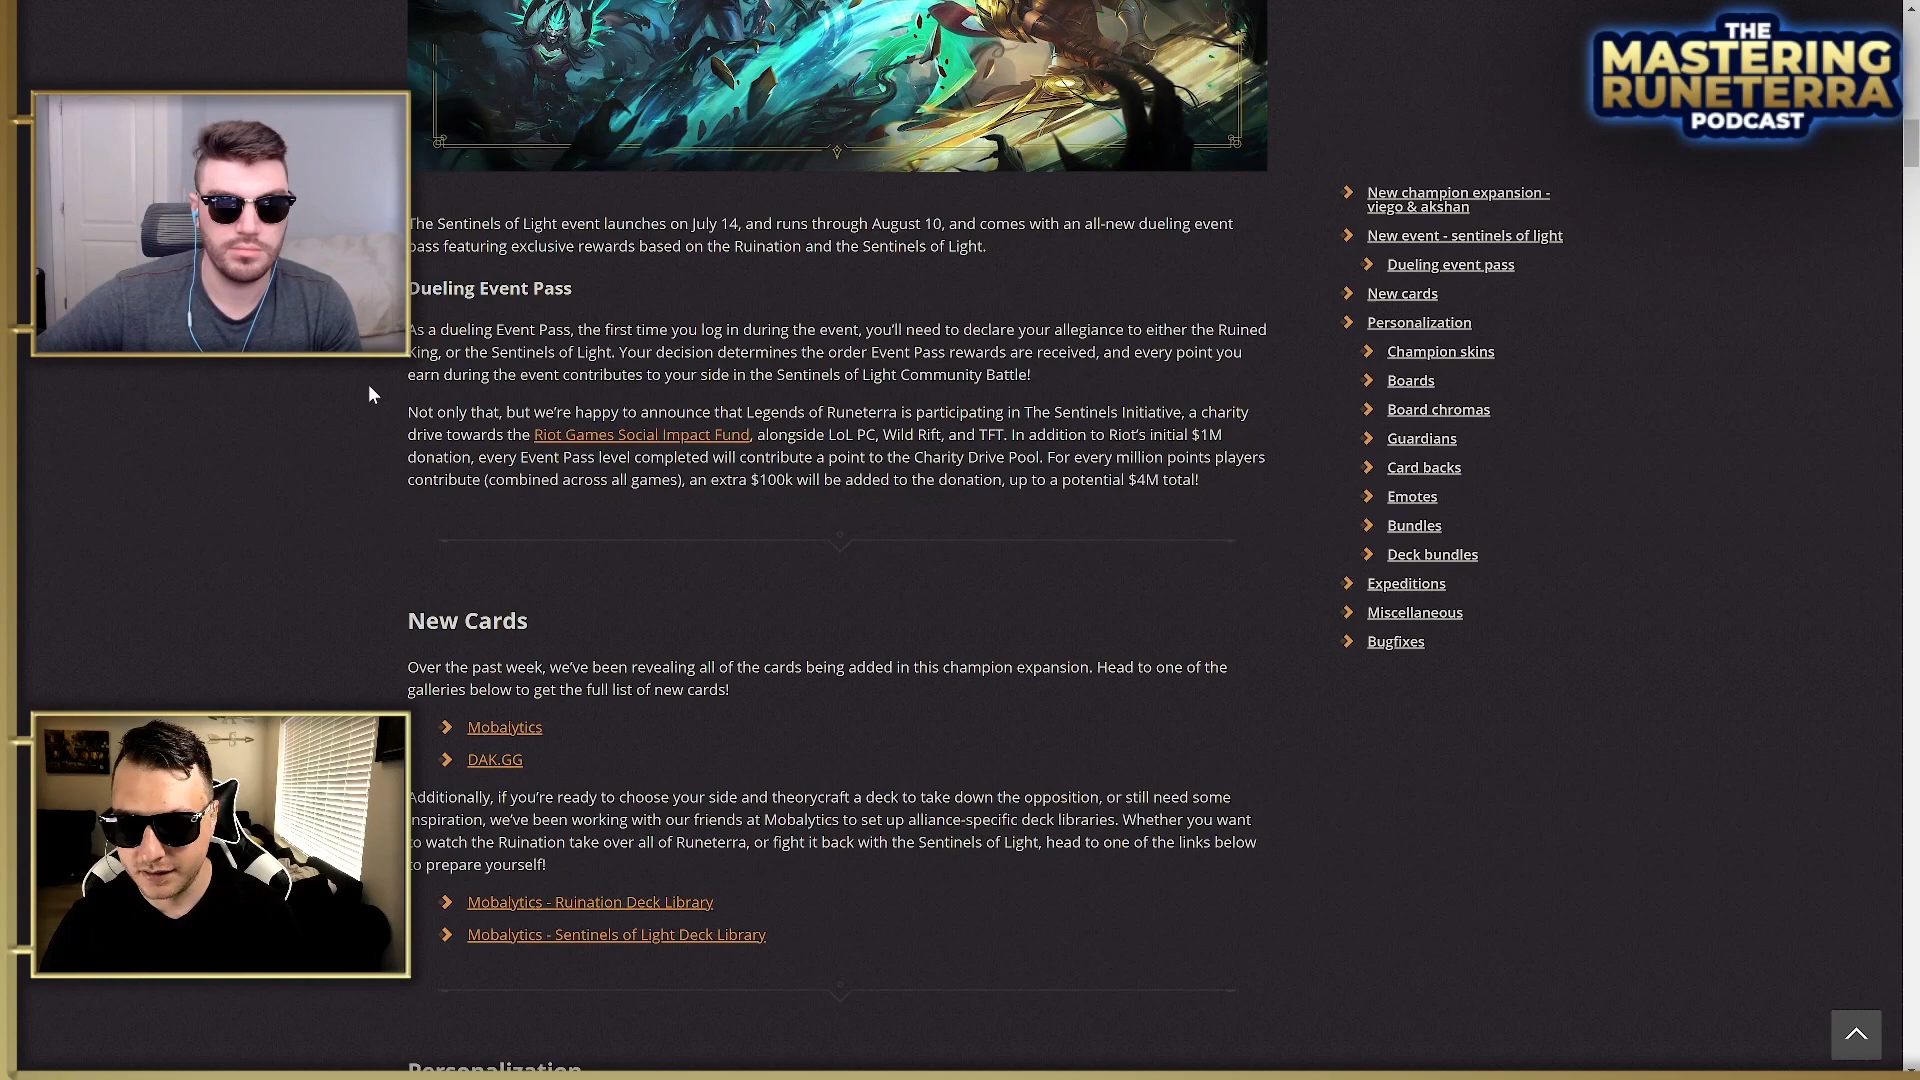 THE
MASTERING
RUNETERRA
PODCAST
The Sentinels of Light event launches on July 14, and runs through August 10, and comes with an all-new dueling event
pass featuring exclusive rewards based on the Ruination and the Sentinels of Light.
Dueling Event Pass
As a dueling Event Pass, the first time you log in during the event, you'll need to declare your allegiance to either the Ruined
King, or the Sentinels of Light. Your decision determines the order Event Pass rewards are received, and every point you
earn during the event contributes to your side in the Sentinels of Light Community Battle!
Not only that, but we're happy to announce that Legends of Runeterra is participating in The Sentinels Initiative, a charity
drive towards the Riot Games Social Impact Fund, alongside LoL PC, Wild Rift, and TFT. In addition to Riot's initial $1M
donation, every Event Pass level completed will contribute a point to the Charity Drive Pool. For every million points players
contribute (combined across all games), an extra $100k will be added to the donation, up to a potential $4M total!
New Cards
Over the past week, we've been revealing all of the cards being added in this champion expansion. Head to one of the
galleries below to get the full list of new cards!
Mobalytics
DAK.GG
Additionally, if you're ready to choose your side and theorycraft a deck to take down the opposition, or still need some
inspiration, we've been working with our friends at Mobalytics to set up alliance-specific deck libraries. Whether you want
to watch the Ruination take over all of Runeterra, or fight it back with the Sentinels of Light, head to one of the links below
to prepare yourself!
Mobalytics - Ruination Deck Library
Mobalytics - Sentinels of Light Deck Library
Personalization
New champion expansion -
viego & akshan
New event - sentinels of light
Dueling event pass
New cards
Personalization
Champion skins
Boards
Board chromas
Guardians
Card backs
Emotes
Bundles
Deck bundles
Expeditions
Miscellaneous
Bugfixes